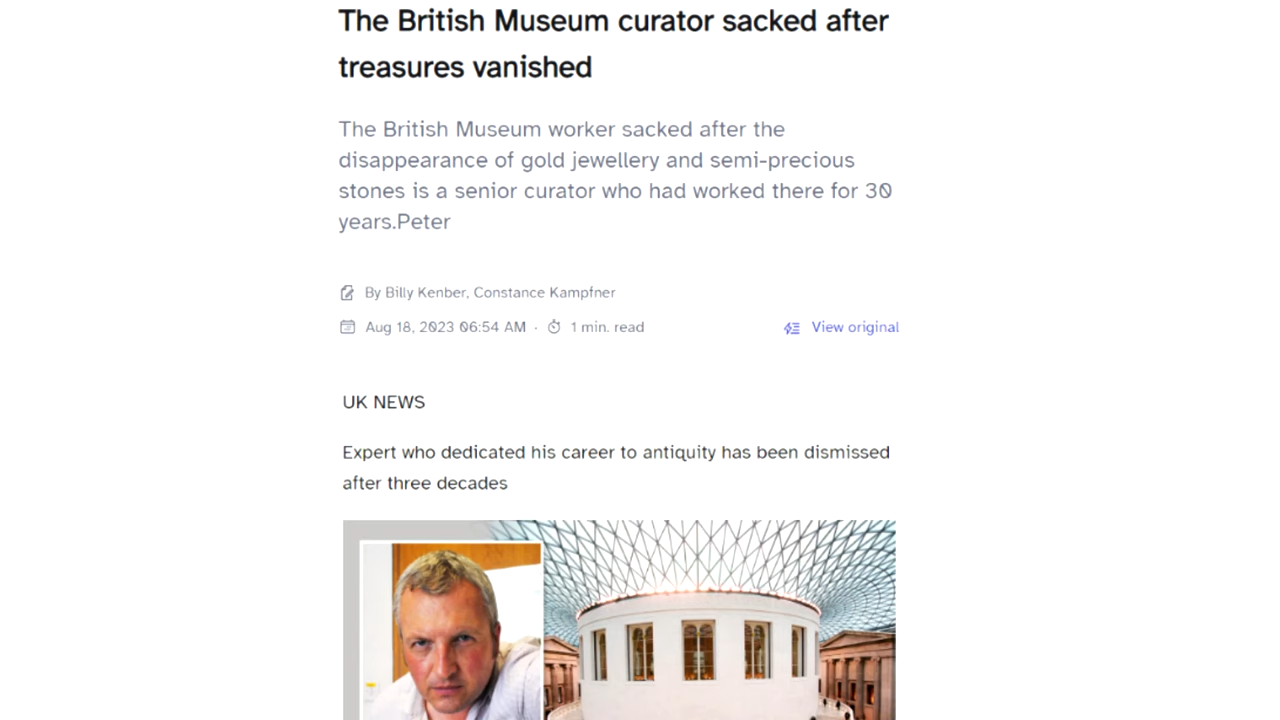 The British Museum curator sacked after
treasures vanished
The British Museum worker sacked after the
disappearance of gold jewellery and semi-precious
stones is a senior curator who had worked there for 30
years.Peter
By Billy Kenber, Constance Kampfner
Aug 18, 2023 06:54 AM · 1 min. read
View original
UK NEWS
Expert who dedicated his career to antiquity has been dismissed
after three decades